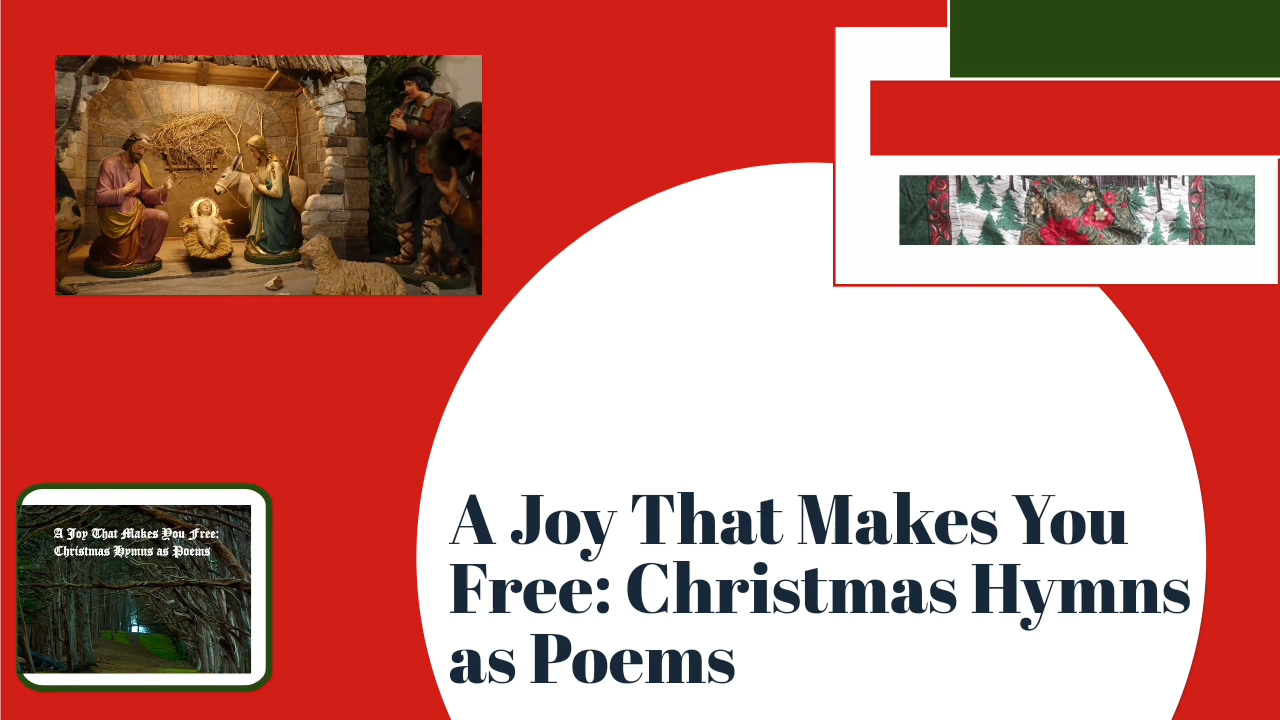 A Joy That Makes You Free:
Christmas Hymns as Poems
A Joy That Makes You
Free: Christmas Hymns
as Poems